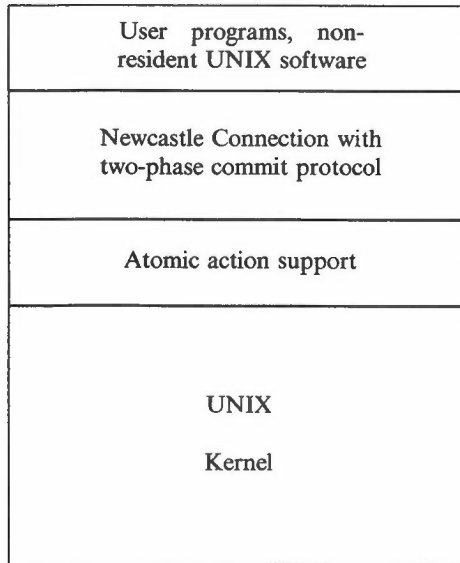 User programs, non-
resident UNIX software
Newcastle Connection with
two-phase commit protocol
Atomic action support
UNIX
Kernel